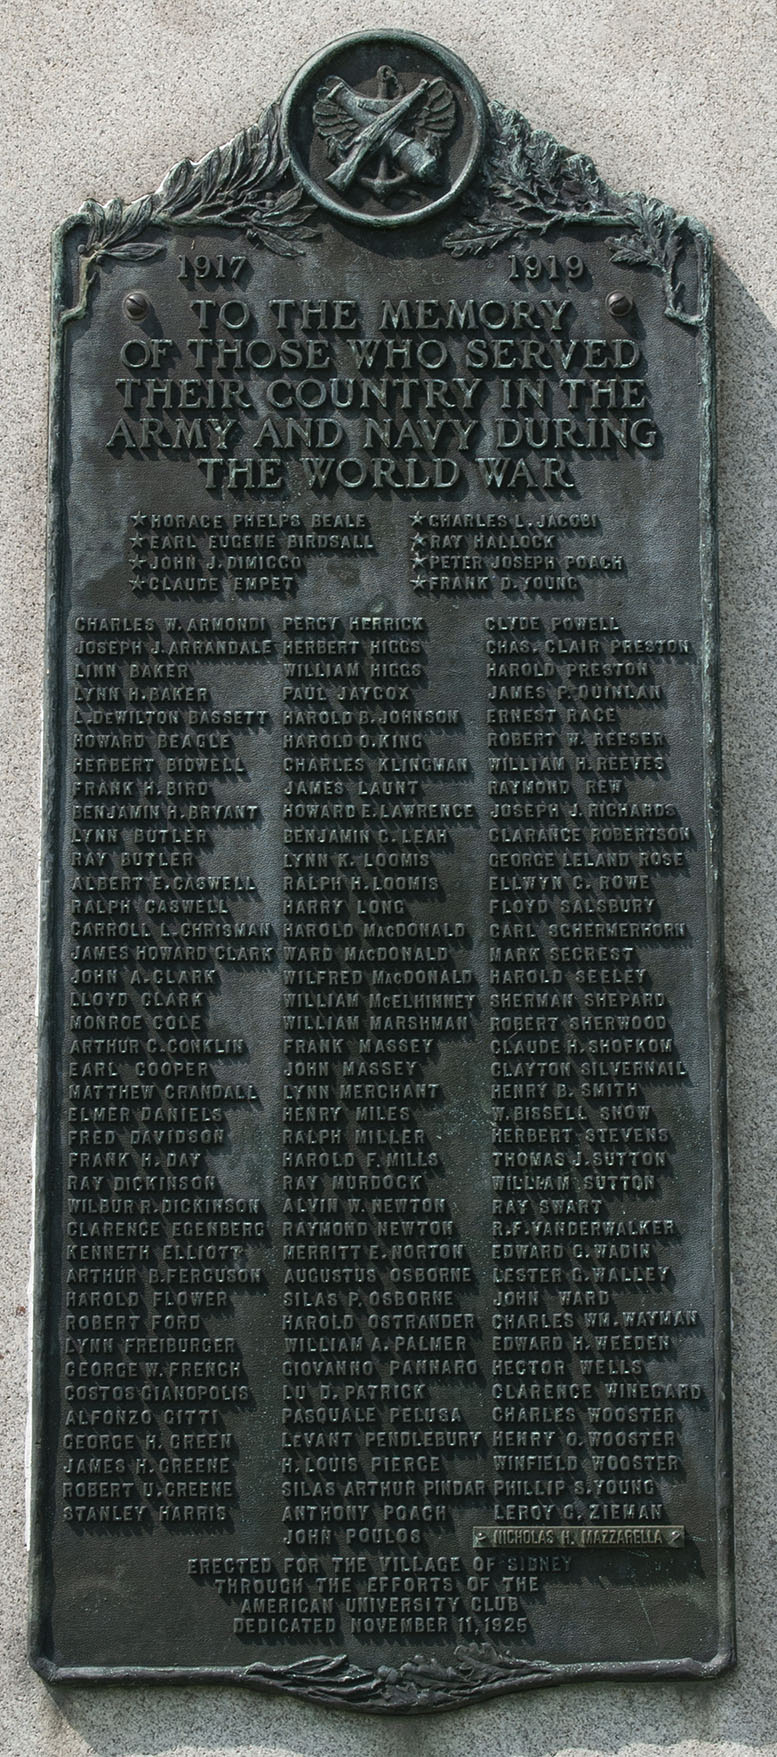 1917 1919
TO THE MEMORY
OF THOSE WHO SERVED
THEIR COUNTRY IN THE
ARMY AND NAVY DURING
THE WORLD WAR
★HORACE PHELPS BEALE
★EARL EUGENE BIRDSALL
★JOHN J. DIMICCO
★CLAUDE EMPET
★CHARLES L. JACOBI
★RAY HALLOCK
★PETER JOSEPH POACH
★FRANK D. YOUNG
CHARLES W. ARMONDI
JOSEPH J. ARRANDALE
LINN BAKER
LYNN H. BAKER
L. DEWILTON BASSETT
HOWARD BEAGLE
HERBERT BIDWELL
FRANK H. BIRD
BENJAMIN H. BRYANT
LYNN BUTLER
RAY BUTLER
ALBERT E. CASWELL
RALPH CASWELL
CARROLL L. CHRISMAN
JAMES HOWARD CLARK
JOHN A. CLARK
LLOYD CLARK
MONROE COLE
ARTHUR C. CONKLIN
EARL COOPER
MATTHEW CRANDALL
ELMER DANIELS
FRED DAVIDSON
FRANK H. DAY
RAY DICKINSON
WILBUR R. DICKINSON
CLARENCE EGENBERG
KENNETH ELLIOTT
ARTHUR B. FERGUSON
HAROLD FLOWER
ROBERT FORD
LYNN FREIBURGER
GEORGE W. FRENCH
COSTOS GIANOPOLIS
ALFONZO CITTI
GEORGE H. GREEN
JAMES H. GREENE
ROBERT U. GREENE
STANLEY HARRIS
PERCY HERRICK
HERBERT HIGGS
WILLIAM HIGGS
PAUL JAYCOX
HAROLD B. JOHNSON
HAROLD O. KING
CHARLES KLINGMAN
JAMES LAUNT
HOWARD E. LAWRENCE
BENJAMIN C. LEAH
LYNN K. LOOMIS
RALPH H. LOOMIS
HARRY LONG
HAROLD MACDONALD
WARD MACDONALD
WILFRED MACDONALD
WILLIAM MCELHINNEY
WILLIAM MARSHMAN
FRANK MASSEY
JOHN MASSEY
LYNN MERCHANT
HENRY MILES
RALPH MILLER
HAROLD F. MILLS
RAY MURDOCK
ALVIN W. NEWTON
RAYMOND NEWTON
MERRITT E. NORTON
AUGUSTUS OSBORNE
SILAS P. OSBORNE
HAROLD OSTRANDER
WILLIAM A. PALMER
GIOVANNO PANNARO
LU D. PATRICK
PASQUALE PELUSA
LEVANT PENDLEBURY
H. LOUIS PIERCE
SILAS ARTHUR PINDAR
ANTHONY POACH
JOHN POULOS
CLYDE POWELL
CHAS. CLAIR PRESTON
HAROLD PRESTON
JAMES P. QUINLAN
ERNEST RACE
ROBERT W. REESER
WILLIAM H. REEVES
RAYMOND REW
JOSEPH J. RICHARDS
CLARANCE ROBERTSON
GEORGE LELAND ROSE
ELLWYN C. ROWE
FLOYD SALSBURY
CARL SCHERMERHORN
MARK SECREST
HAROLD SEELEY
SHERMAN SHEPARD
ROBERT SHERWOOD
CLAUDE H. SHOFKOM
CLAYTON SILVERNAIL
HENRY B. SMITH
W. BISSELL SNOW
HERBERT STEVENS
THOMAS J. SUTTON
WILLIAM SUTTON
RAY SWART
R. F. VANDERWALKER
EDWARD C. WADIN
LESTER C. WALLEY
JOHN WARD
CHARLES WM. WAYMAN
EDWARD H. WEEDEN
HECTOR WELLS
CLARENCE WINEGARD
CHARLES WOOSTER
HENRY O. WOOSTER
WINFIELD WOOSTER
PHILLIP S. YOUNG
LEROY C. ZIEMAN
NICHOLAS H. MAZZARELLA
ERECTED FOR THE VILLAGE OF SIDNEY
THROUGH THE EFFORTS OF THE
AMERICAN UNIVERSITY CLUB
DEDICATED NOVEMBER 11, 1925